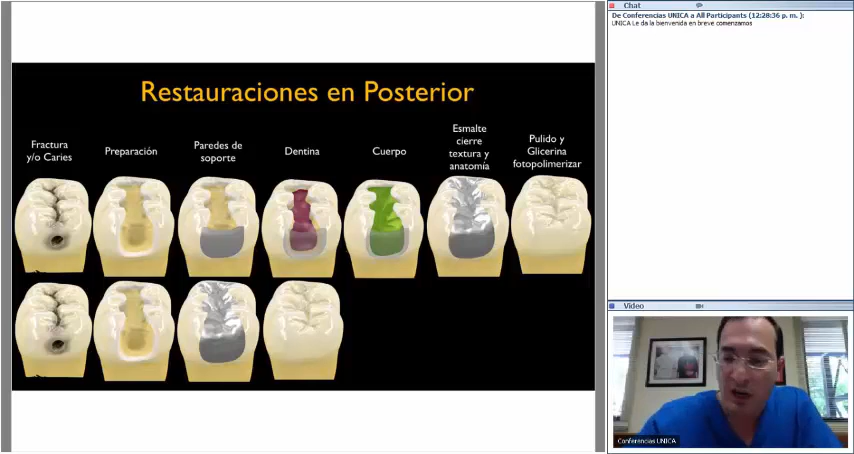 Restauraciones en Posterior
Fractura
y/o Caries
Preparación
Paredes de
soporte
Dentina
Cuerpo
Esmalte
cierre
textura y
anatomía
Pulido y
Glicerina
fotopolimerizar
Chat
De Conferencias UNICA a All Participants (12:28:36 p. m. ):
UNICA Le da la bienvenida en breve comenzamos
Video
Conferencias UNICA